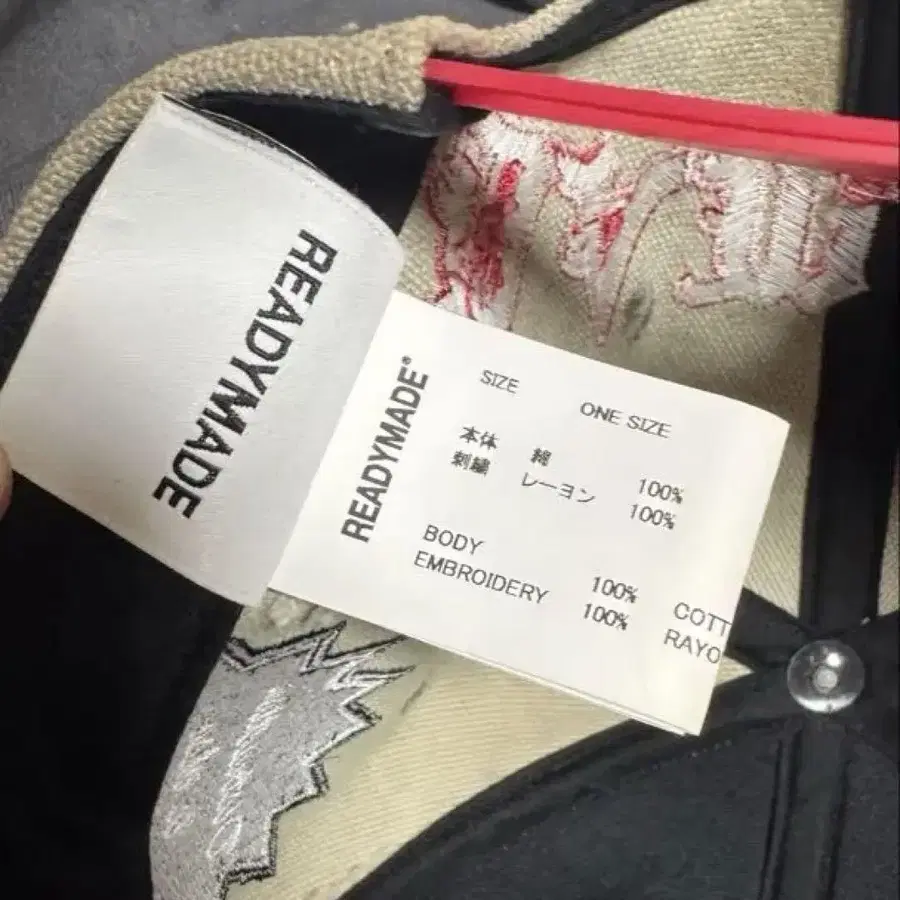 READYMADE
READYMADE®
SIZE ONE SIZE
本体 綿 100%
刺繍 レーヨン 100%
BODY 100% COTT
EMBROIDERY 100% RAYO